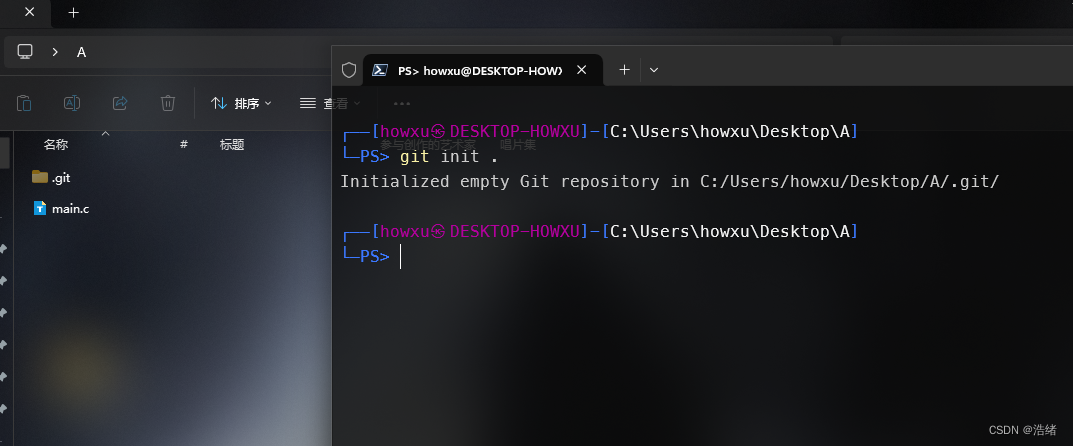 A
排序
查看
名称
#
标题
参与创作的艺术家
唱片集
.git
main.c
PS> howxu@DESKTOP-HOWX
┌──[howxu㉿DESKTOP-HOWXU]-[C:\Users\howxu\Desktop\A]
└─PS> git init .
Initialized empty Git repository in C:/Users/howxu/Desktop/A/.git/
┌──[howxu㉿DESKTOP-HOWXU]-[C:\Users\howxu\Desktop\A]
└─PS>
CSDN @浩绪